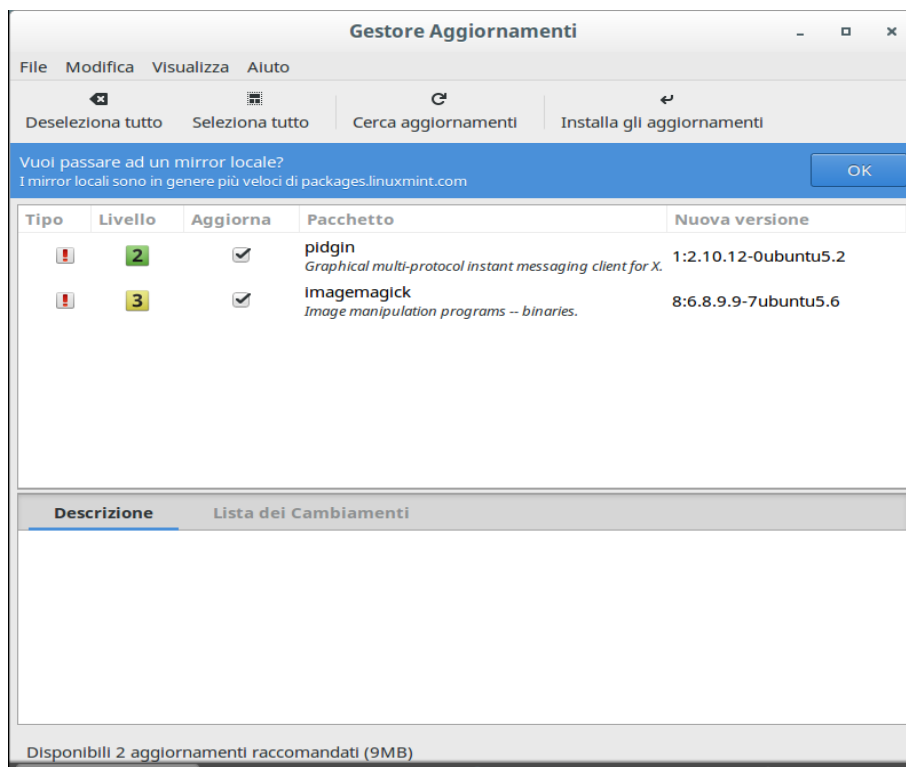 Gestore Aggiornamenti
File Modifica Visualizza Aiuto
Deseleziona tutto Seleziona tutto Cerca aggiornamenti Installa gli aggiornamenti
Vuoi passare ad un mirror locale?
I mirror locali sono in genere più veloci di packages.linuxmint.com
OK
Tipo Livello Aggiorna Pacchetto Nuova versione
2 pidgin 1:2.10.12-0ubuntu5.2
Graphical multi-protocol instant messaging client for X.
3 imagemagick 8:6.8.9.9-7ubuntu5.6
Image manipulation programs -- binaries.
Descrizione Lista dei Cambiamenti
Disponibili 2 aggiornamenti raccomandati (9MB)